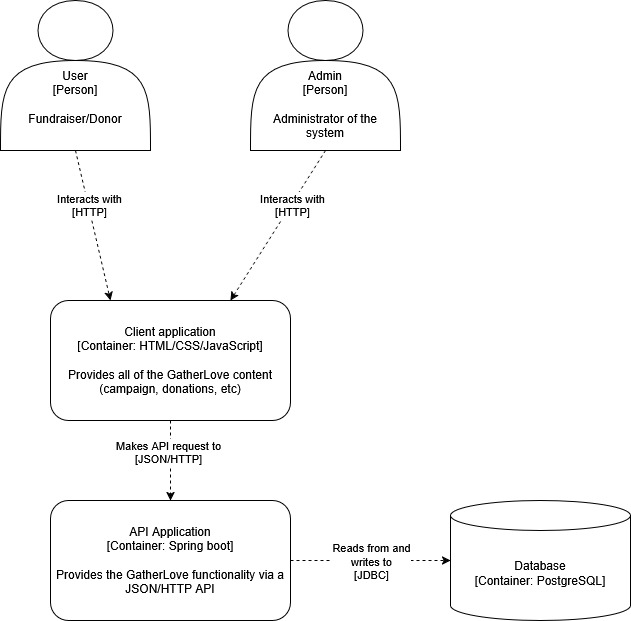 User
[Person]
Fundraiser/Donor
Admin
[Person]
Administrator of the
system
Interacts with
[HTTP]
Interacts with
[HTTP]
Client application
[Container: HTML/CSS/JavaScript]
Provides all of the GatherLove content
(campaign, donations, etc)
Makes API request to
[JSON/HTTP]
API Application
[Container: Spring boot]
Provides the GatherLove functionality via a
JSON/HTTP API
Reads from and
writes to
[JDBC]
Database
[Container: PostgreSQL]